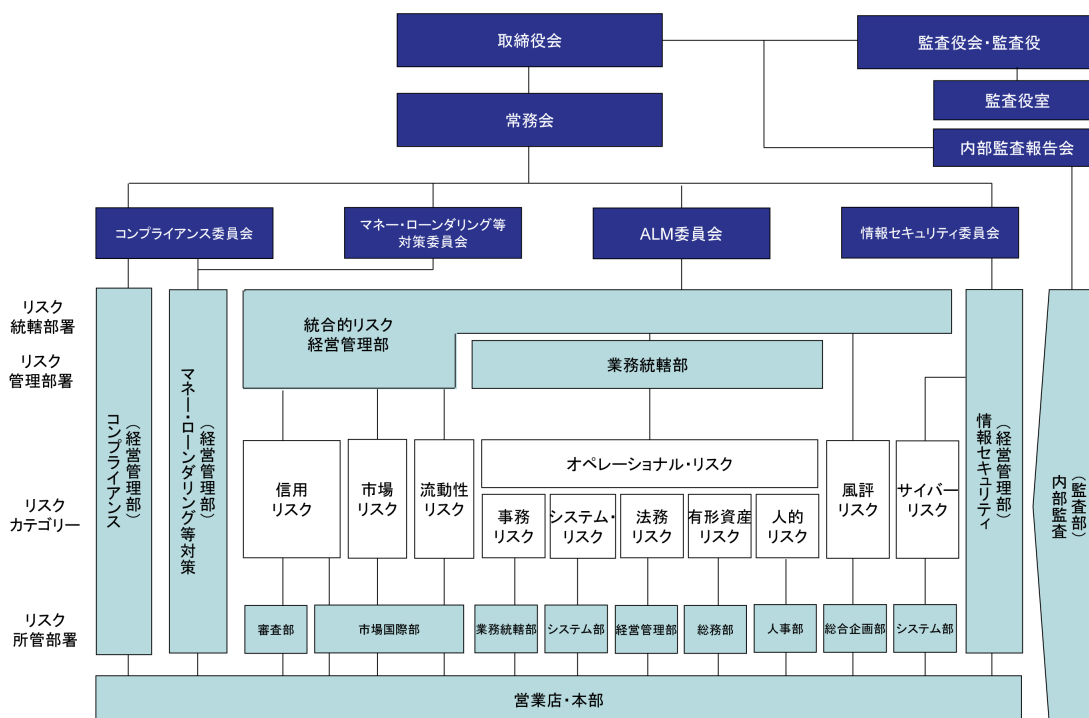 取締役会
監査役会・監査役
監査役室
常務会
内部監査報告会
コンプライアンス委員会
マネー・ローンダリング等
対策委員会
ALM委員会
情報セキュリティ委員会
リスク
統轄部署
リスク
管理部署
リスク
カテゴリー
リスク
所管部署
コンプライアンス
（経営管理部）
マネー・ローンダリング等対策
（経営管理部）
統合的リスク
経営管理部
業務統轄部
信用
リスク
市場
リスク
流動性
リスク
オペレーショナル・リスク
事務
リスク
システム・
リスク
法務
リスク
有形資産
リスク
人的
リスク
風評
リスク
サイバー
リスク
情報セキュリティ
（経営管理部）
内部監査
（監査部）
審査部
市場国際部
業務統轄部
システム部
経営管理部
総務部
人事部
総合企画部
システム部
営業店・本部